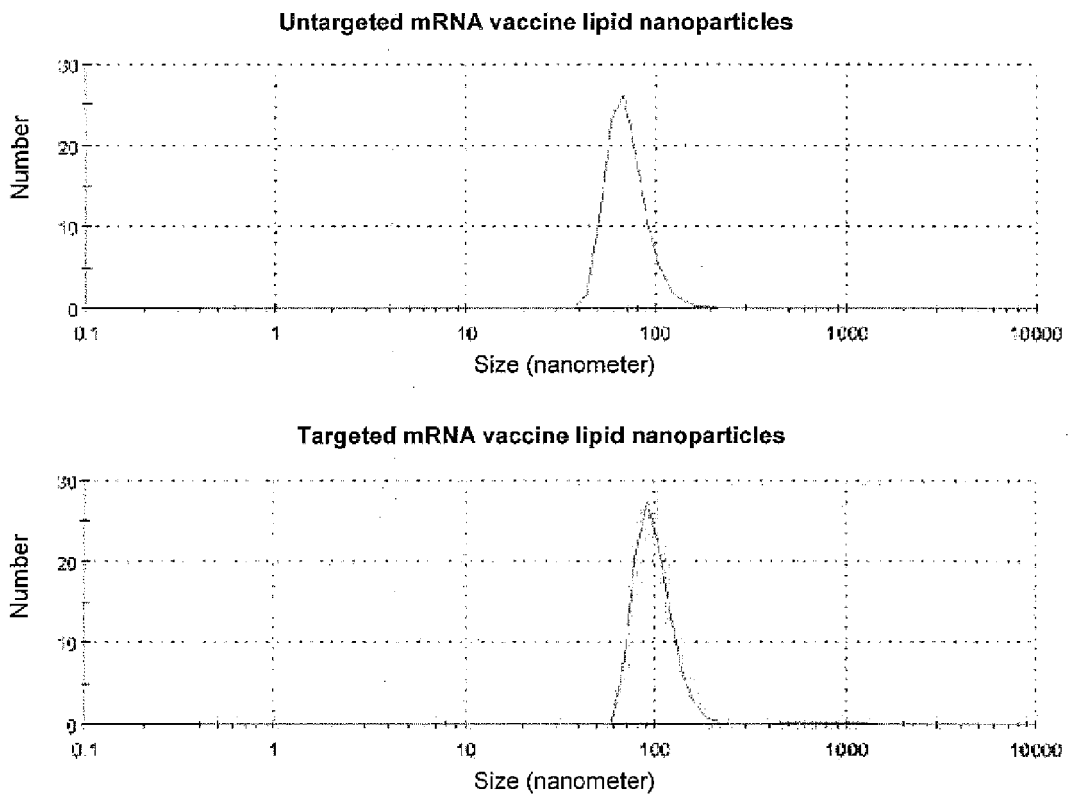 Untargeted mRNA vaccine lipid nanoparticles
30
20
10
0
Number
0.1 1 10 100 1000 10000
Size (nanometer)
Targeted mRNA vaccine lipid nanoparticles
30
20
10
0
Number
0.1 1 10 100 1000 10000
Size (nanometer)